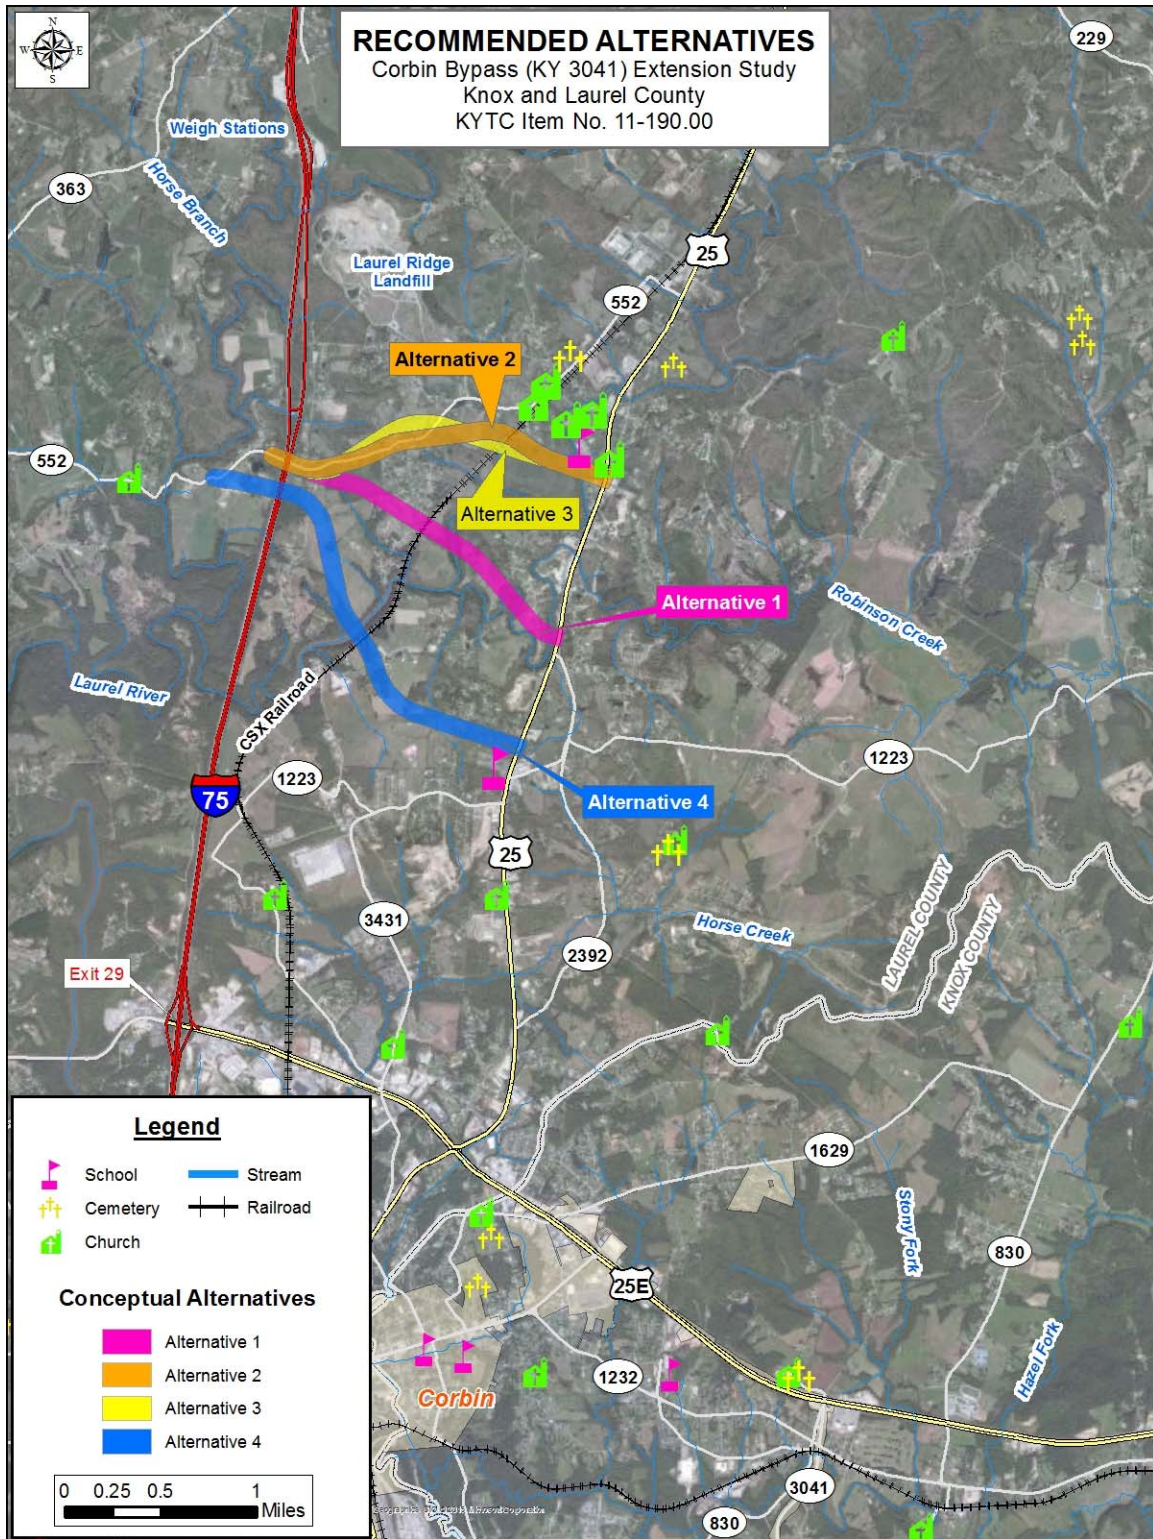 N
W E
S
RECOMMENDED ALTERNATIVES
Corbin Bypass (KY 3041) Extension Study
Knox and Laurel County
KYTC Item No. 11-190.00
229
Weigh Stations
363
Horse Branch
25
Laurel Ridge
Landfill
552
Alternative 2
552
Alternative 3
Alternative 1
Robinson Creek
Laurel River
CSX Railroad
1223
1223
75
Alternative 4
25
3431
Horse Creek
2392
LAUREL COUNTY
KNOX COUNTY
Exit 29
1629
Stony Fork
830
25E
Hazel Fork
1232
Corbin
3041
830
Legend
School
Stream
Cemetery
Railroad
Church
Conceptual Alternatives
Alternative 1
Alternative 2
Alternative 3
Alternative 4
0 0.25 0.5 1
Miles